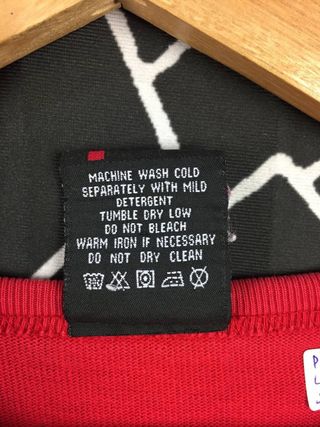 MACHINE WASH COLD
SEPARATELY WITH MILD
DETERGENT
TUMBLE DRY LOW
DO NOT BLEACH
WARM IRON IF NECESSARY
DO NOT DRY CLEAN